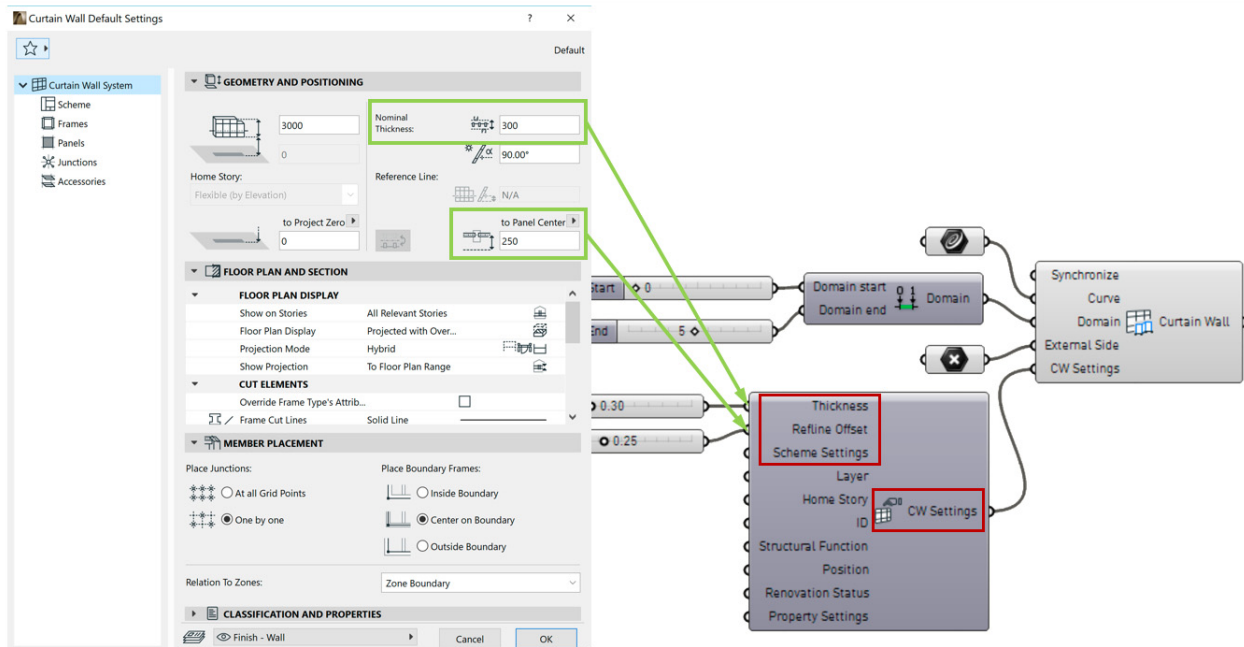 Curtain Wall Default Settings
?
Default
Curtain Wall System
Scheme
Frames
Panels
Junctions
Accessories
GEOMETRY AND POSITIONING
3000
0
Home Story:
Flexible (by Elevation)
to Project Zero
0
Nominal
Thickness:
300
α
90.00°
Reference Line:
N/A
to Panel Center
250
FLOOR PLAN AND SECTION
FLOOR PLAN DISPLAY
Show on Stories All Relevant Stories
Floor Plan Display Projected with Over...
Projection Mode Hybrid
Show Projection To Floor Plan Range
CUT ELEMENTS
Override Frame Type's Attrib...
Frame Cut Lines Solid Line
MEMBER PLACEMENT
Place Junctions:
At all Grid Points
One by one
Place Boundary Frames:
Inside Boundary
Center on Boundary
Outside Boundary
Relation To Zones: Zone Boundary
CLASSIFICATION AND PROPERTIES
Finish - Wall
Cancel
OK
Start 0
End 5
Domain start
Domain end
0 1
Domain
0.30
0.25
Thickness
Refline Offset
Scheme Settings
Layer
Home Story
ID
Structural Function
Position
Renovation Status
Property Settings
CW Settings
Synchronize
Curve
Domain
External Side
CW Settings
Curtain Wall